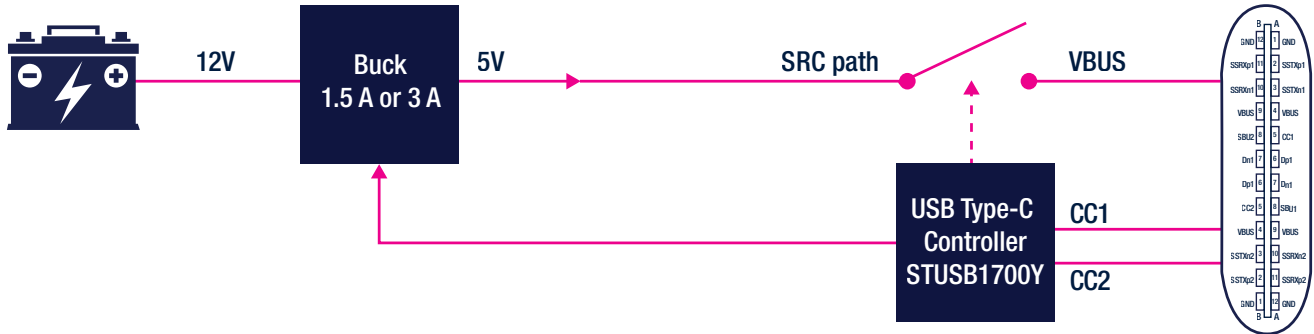 12V
Buck
1.5 A or 3 A
5V
SRC path
VBUS
USB Type-C
Controller
STUSB1700Y
CC1
CC2
B A
GND 12 1 GND
SSRXp1 11 2 SSTXp1
SSRXn1 10 3 SSTXn1
VBUS 9 4 VBUS
SBU2 8 5 CC1
Dn1 7 6 Dp1
Dp1 6 7 Dn1
CC2 5 8 SBU1
VBUS 4 9 VBUS
SSTXn2 3 10 SSRXn2
SSTXp2 2 11 SSRXp2
GND 1 12 GND
B A